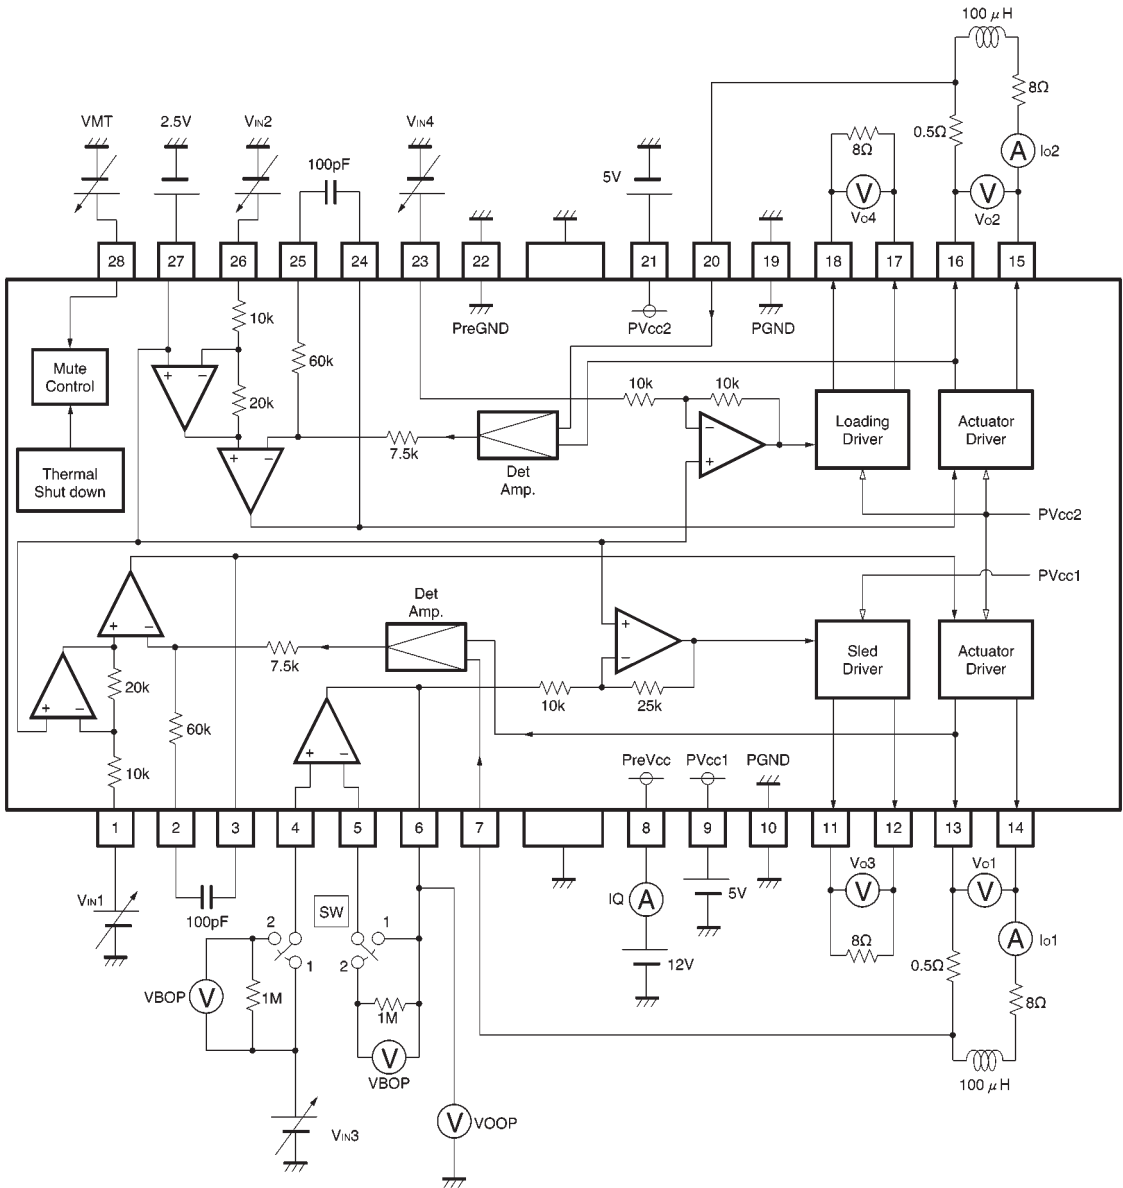 100 μH
8Ω
0.5Ω
A Io2
V
Vo2
VMT
2.5V
VIN2
100pF
VIN4
5V
8Ω
V
Vo4
28
27
26
25
24
23
22
21
20
19
18
17
16
15
PreGND
PVcc2
PGND
10k
60k
20k
Mute
Control
Thermal
Shut down
+ −
+ −
7.5k
Det
Amp.
10k
10k
−
+
Loading
Driver
Actuator
Driver
PVcc2
PVcc1
+ −
+ −
20k
10k
60k
7.5k
Det
Amp.
+ −
+
−
10k
25k
Sled
Driver
Actuator
Driver
PreVcc
PVcc1
PGND
1
2
3
4
5
6
7
8
9
10
11
12
13
14
VIN1
100pF
2
1
SW
1
2
VBOP V
1M
1M
V
VBOP
VIN3
V VOOP
IQ A
12V
5V
Vo3
V
8Ω
Vo1
V
0.5Ω
A Io1
8Ω
100 μH